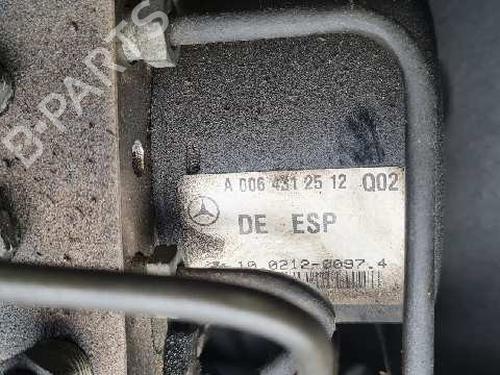 B-PARTS
A 006 431 25 12 Q02
DE ESP
10 0212-0097.4